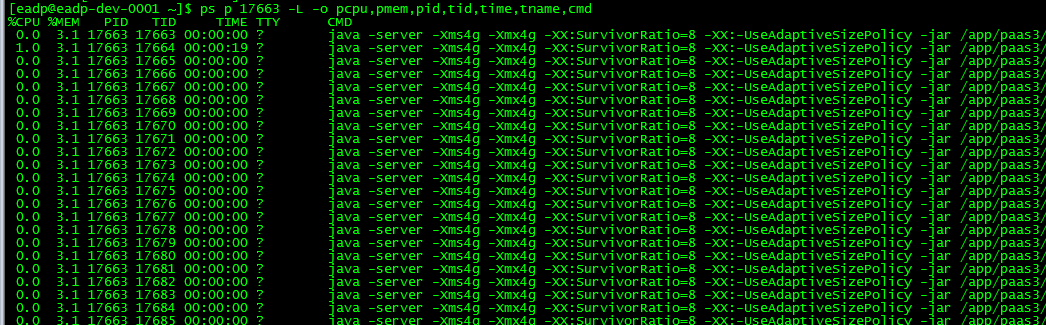 [eadp@eadp-dev-0001 ~]$ ps p 17663 -L -o pcpu,pmem,pid,tid,time,tname,cmd
%CPU %MEM PID TID TIME TTY CMD
0.0 3.1 17663 17663 00:00:00 ? java -server -Xms4g -Xmx4g -XX:SurvivorRatio=8 -XX:-UseAdaptiveSizePolicy -jar /app/paas3/
1.0 3.1 17663 17664 00:00:19 ? java -server -Xms4g -Xmx4g -XX:SurvivorRatio=8 -XX:-UseAdaptiveSizePolicy -jar /app/paas3/
0.0 3.1 17663 17665 00:00:00 ? java -server -Xms4g -Xmx4g -XX:SurvivorRatio=8 -XX:-UseAdaptiveSizePolicy -jar /app/paas3/
0.0 3.1 17663 17666 00:00:00 ? java -server -Xms4g -Xmx4g -XX:SurvivorRatio=8 -XX:-UseAdaptiveSizePolicy -jar /app/paas3/
0.0 3.1 17663 17667 00:00:00 ? java -server -Xms4g -Xmx4g -XX:SurvivorRatio=8 -XX:-UseAdaptiveSizePolicy -jar /app/paas3/
0.0 3.1 17663 17668 00:00:00 ? java -server -Xms4g -Xmx4g -XX:SurvivorRatio=8 -XX:-UseAdaptiveSizePolicy -jar /app/paas3/
0.0 3.1 17663 17669 00:00:00 ? java -server -Xms4g -Xmx4g -XX:SurvivorRatio=8 -XX:-UseAdaptiveSizePolicy -jar /app/paas3/
0.0 3.1 17663 17670 00:00:00 ? java -server -Xms4g -Xmx4g -XX:SurvivorRatio=8 -XX:-UseAdaptiveSizePolicy -jar /app/paas3/
0.0 3.1 17663 17671 00:00:00 ? java -server -Xms4g -Xmx4g -XX:SurvivorRatio=8 -XX:-UseAdaptiveSizePolicy -jar /app/paas3/
0.0 3.1 17663 17672 00:00:00 ? java -server -Xms4g -Xmx4g -XX:SurvivorRatio=8 -XX:-UseAdaptiveSizePolicy -jar /app/paas3/
0.0 3.1 17663 17673 00:00:00 ? java -server -Xms4g -Xmx4g -XX:SurvivorRatio=8 -XX:-UseAdaptiveSizePolicy -jar /app/paas3/
0.0 3.1 17663 17674 00:00:00 ? java -server -Xms4g -Xmx4g -XX:SurvivorRatio=8 -XX:-UseAdaptiveSizePolicy -jar /app/paas3/
0.0 3.1 17663 17675 00:00:00 ? java -server -Xms4g -Xmx4g -XX:SurvivorRatio=8 -XX:-UseAdaptiveSizePolicy -jar /app/paas3/
0.0 3.1 17663 17676 00:00:00 ? java -server -Xms4g -Xmx4g -XX:SurvivorRatio=8 -XX:-UseAdaptiveSizePolicy -jar /app/paas3/
0.0 3.1 17663 17677 00:00:00 ? java -server -Xms4g -Xmx4g -XX:SurvivorRatio=8 -XX:-UseAdaptiveSizePolicy -jar /app/paas3/
0.0 3.1 17663 17678 00:00:00 ? java -server -Xms4g -Xmx4g -XX:SurvivorRatio=8 -XX:-UseAdaptiveSizePolicy -jar /app/paas3/
0.0 3.1 17663 17679 00:00:00 ? java -server -Xms4g -Xmx4g -XX:SurvivorRatio=8 -XX:-UseAdaptiveSizePolicy -jar /app/paas3/
0.0 3.1 17663 17680 00:00:00 ? java -server -Xms4g -Xmx4g -XX:SurvivorRatio=8 -XX:-UseAdaptiveSizePolicy -jar /app/paas3/
0.0 3.1 17663 17681 00:00:00 ? java -server -Xms4g -Xmx4g -XX:SurvivorRatio=8 -XX:-UseAdaptiveSizePolicy -jar /app/paas3/
0.0 3.1 17663 17682 00:00:00 ? java -server -Xms4g -Xmx4g -XX:SurvivorRatio=8 -XX:-UseAdaptiveSizePolicy -jar /app/paas3/
0.0 3.1 17663 17683 00:00:00 ? java -server -Xms4g -Xmx4g -XX:SurvivorRatio=8 -XX:-UseAdaptiveSizePolicy -jar /app/paas3/
0.0 3.1 17663 17684 00:00:00 ? java -server -Xms4g -Xmx4g -XX:SurvivorRatio=8 -XX:-UseAdaptiveSizePolicy -jar /app/paas3/
0.0 3.1 17663 17685 00:00:00 ? java -server -Xms4g -Xmx4g -XX:SurvivorRatio=8 -XX:-UseAdaptiveSizePolicy -jar /app/paas3/